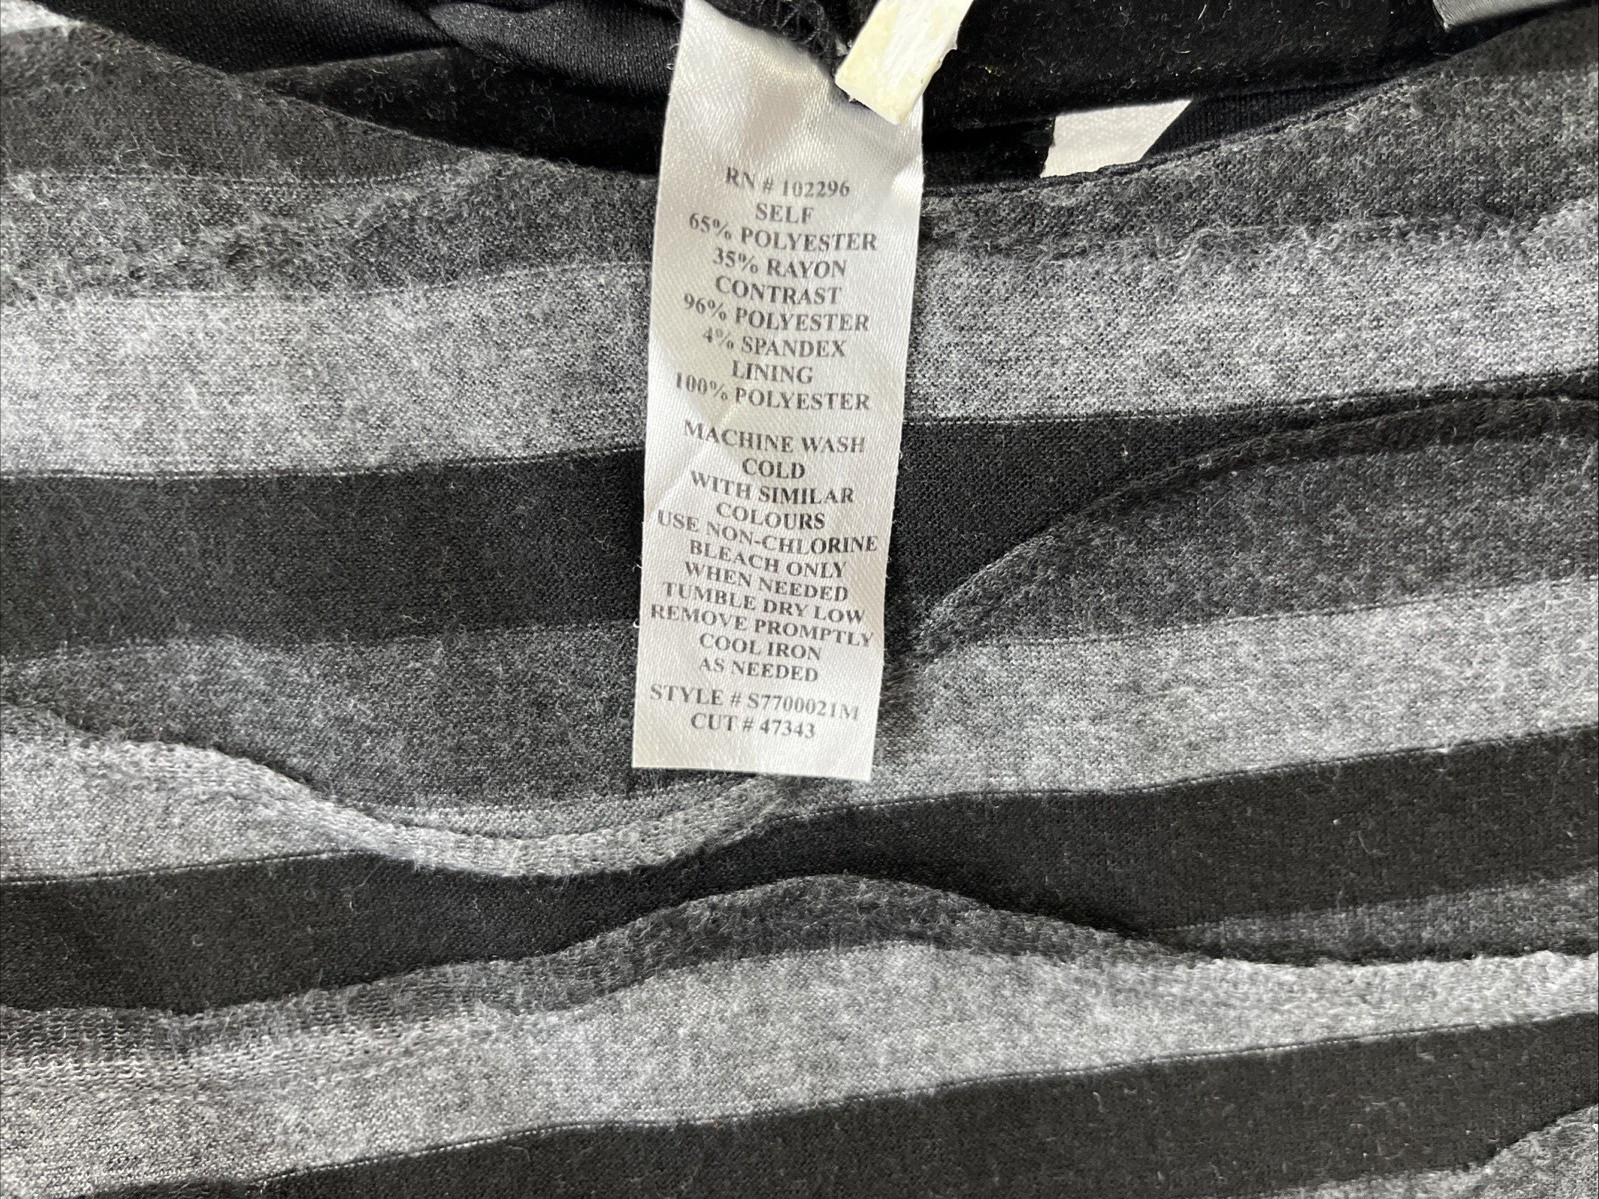 RN # 102296
SELF
65% POLYESTER
35% RAYON
CONTRAST
96% POLYESTER
4% SPANDEX
LINING
100% POLYESTER
MACHINE WASH
COLD
WITH SIMILAR
COLOURS
USE NON-CHLORINE
BLEACH ONLY
WHEN NEEDED
TUMBLE DRY LOW
REMOVE PROMPTLY
COOL IRON
AS NEEDED
STYLE # S7700021M
CUT # 47343